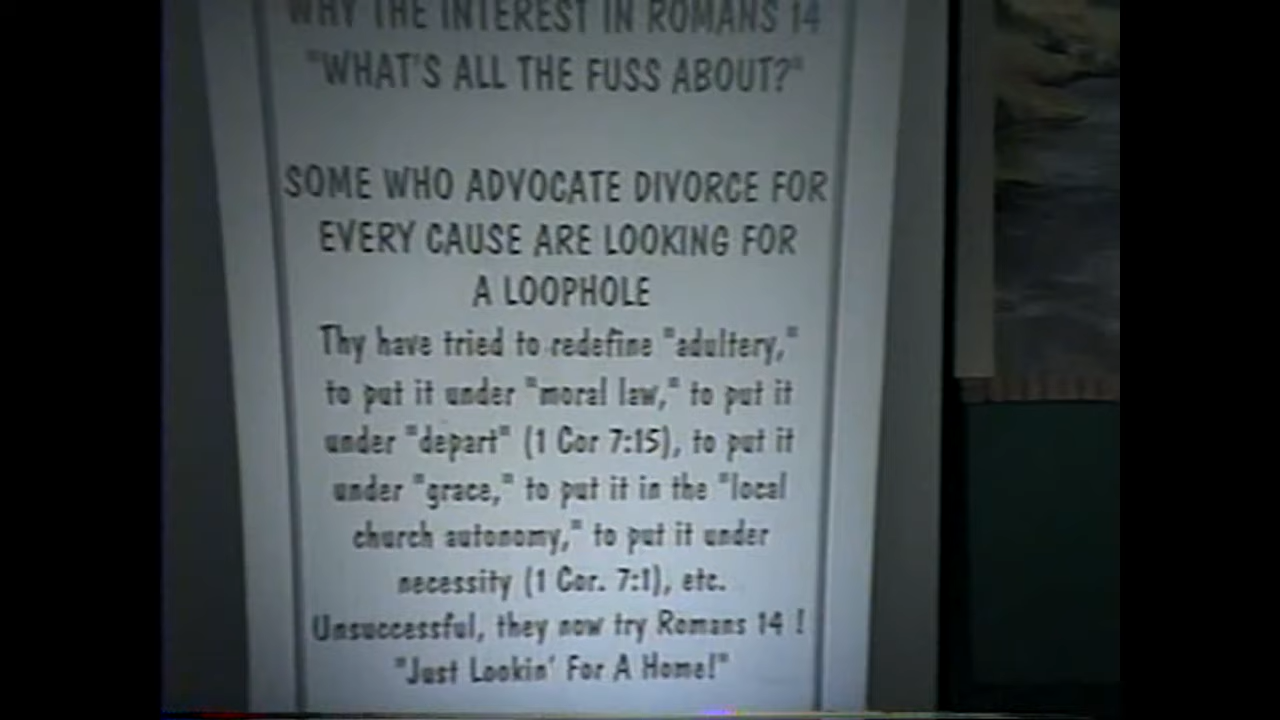 WHY THE INTEREST IN ROMANS 14
"WHAT'S ALL THE FUSS ABOUT?"
SOME WHO ADVOCATE DIVORCE FOR
EVERY CAUSE ARE LOOKING FOR
A LOOPHOLE
Thy have tried to redefine "adultery,"
to put it under "moral law," to put it
under "depart" (1 Cor 7:15), to put it
under "grace," to put it in the "local
church autonomy," to put it under
necessity (1 Cor. 7:1), etc.
Unsuccessful, they now try Romans 14 !
"Just Lookin' For A Home!"